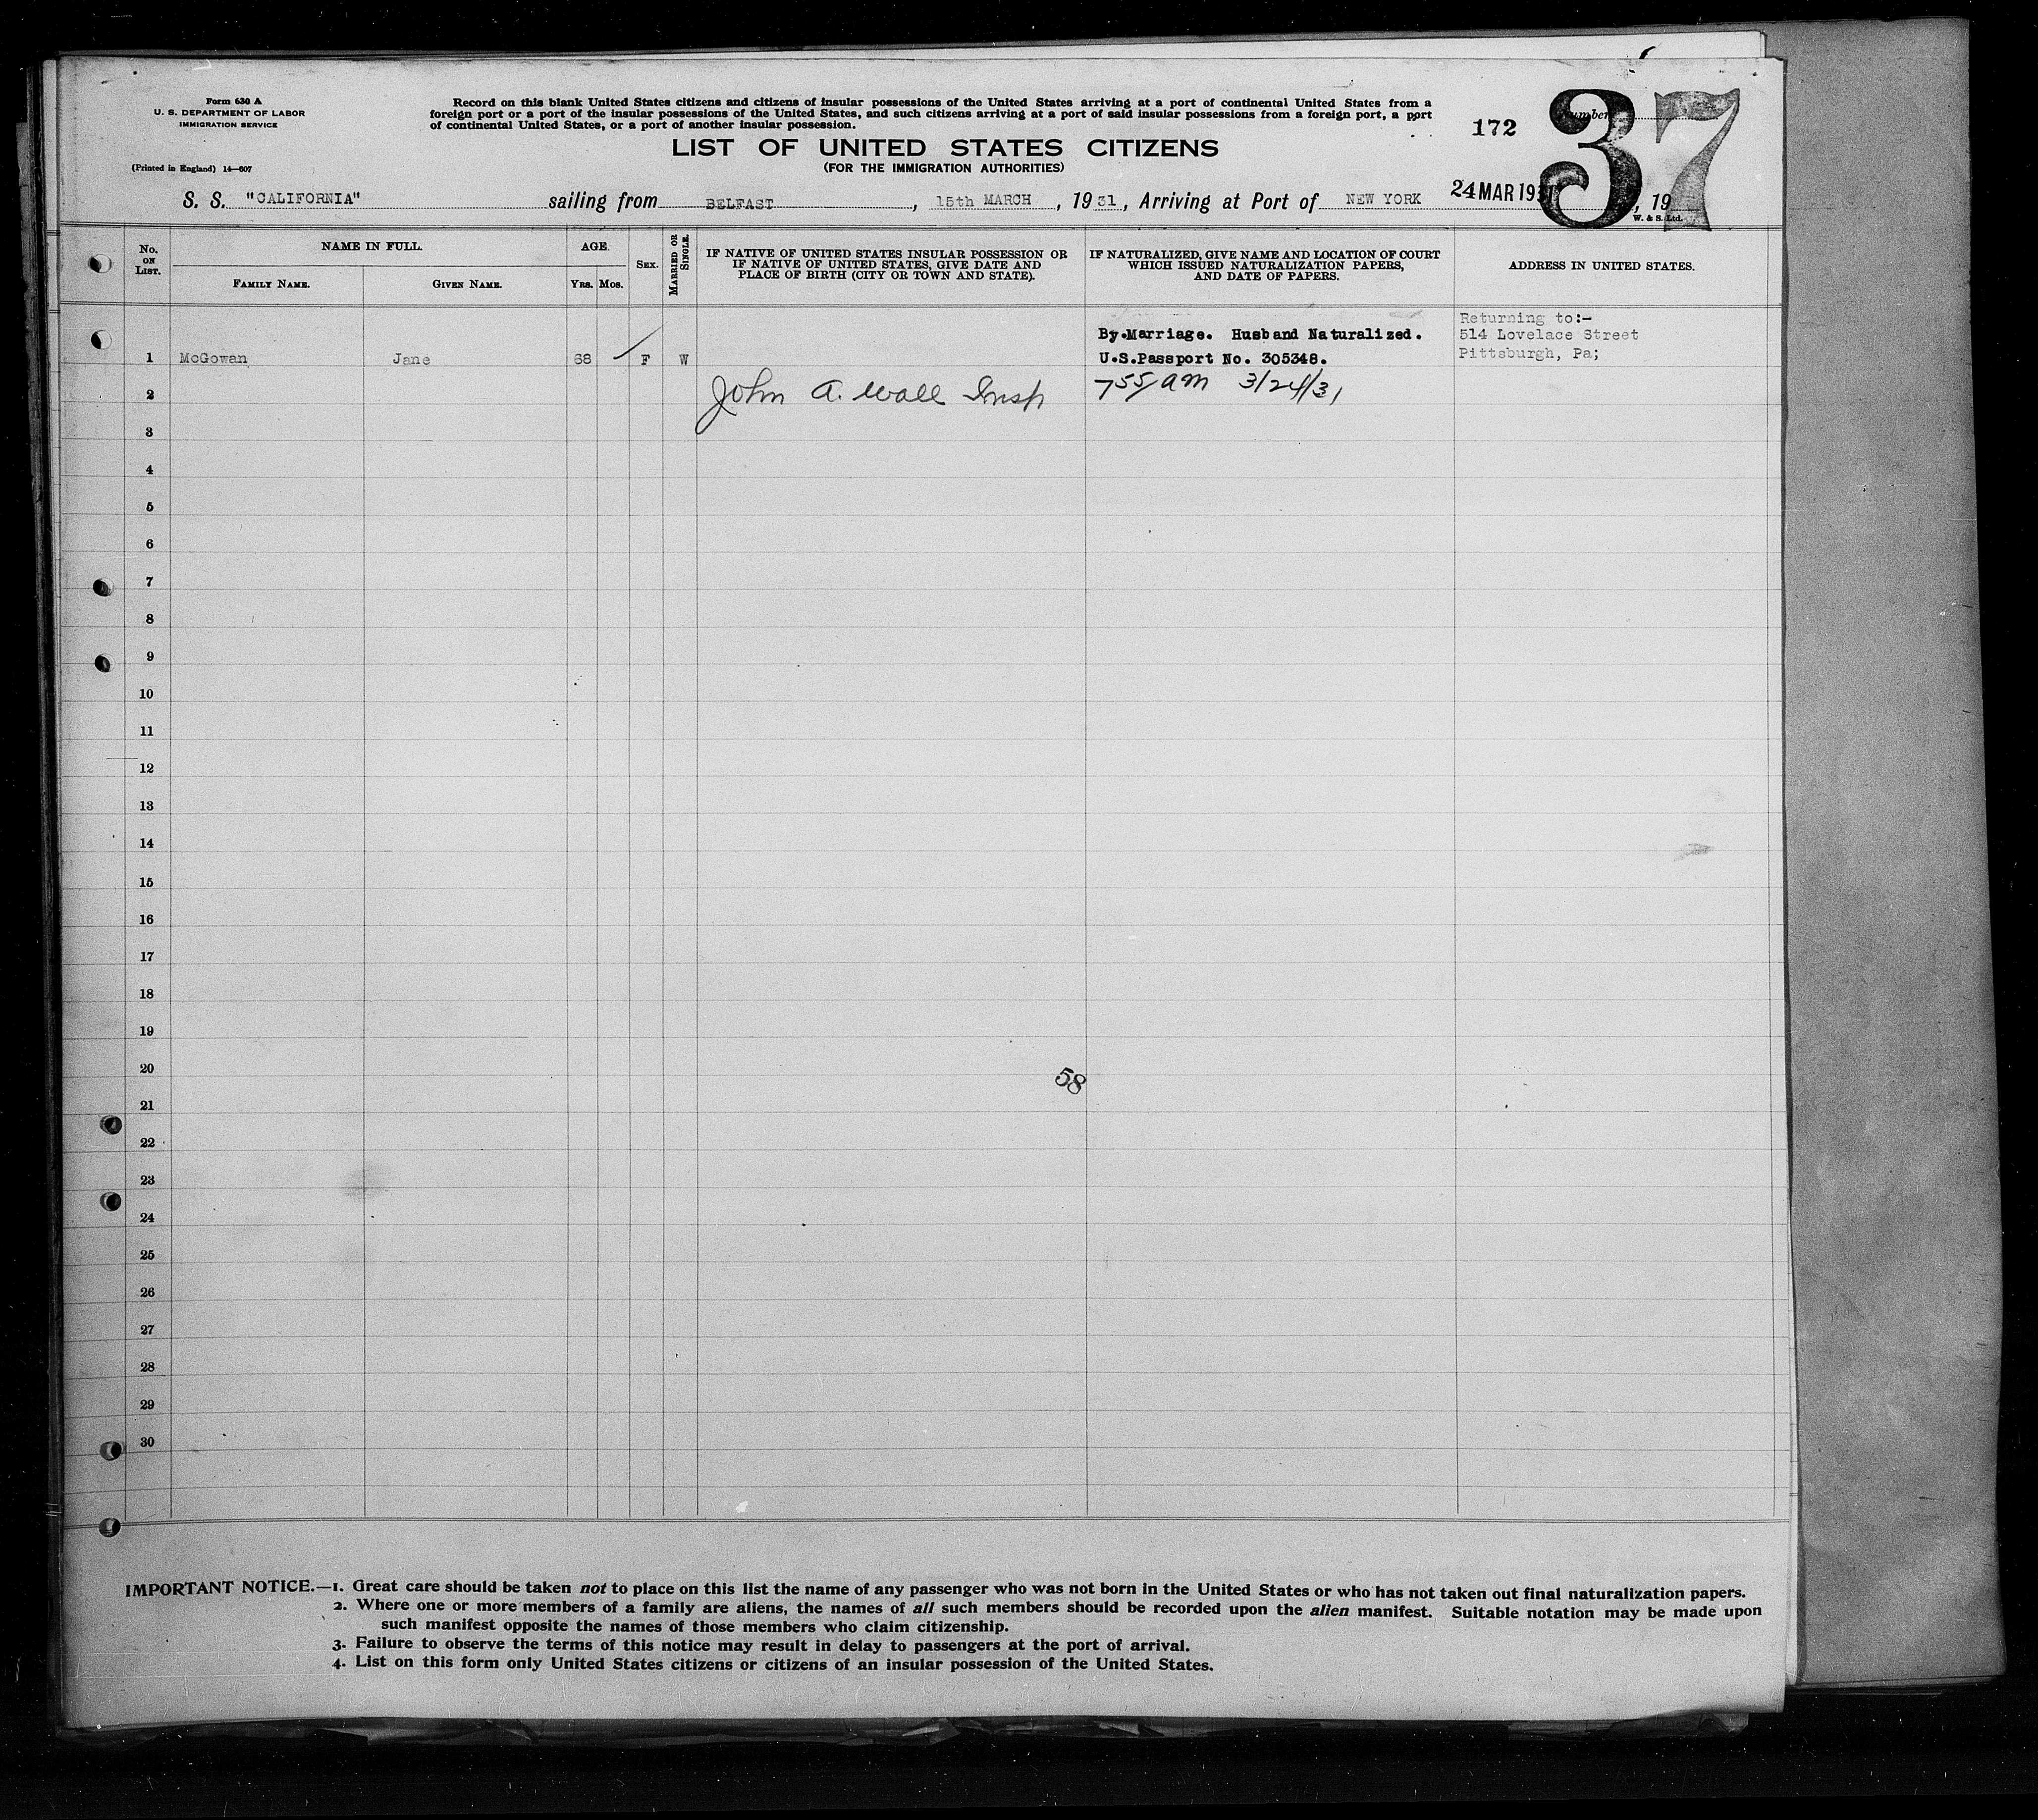 Form 630 A
U. S. DEPARTMENT OF LABOR
IMMIGRATION SERVICE
(Printed in England) 14—607
Record on this blank United States citizens and citizens of insular possessions of the United States arriving at a port of continental United States from a
foreign port or a port of the insular possessions of the United States, and such citizens arriving at a port of said insular possessions from a foreign port, a port
of continental United States, or a port of another insular possession.
LIST OF UNITED STATES CITIZENS
(FOR THE IMMIGRATION AUTHORITIES)
172
Number
37
S. S. "CALIFORNIA" sailing from BELFAST, 15th MARCH, 1931, Arriving at Port of NEW YORK 24 MAR 1931, 19
W. & S. Ltd.
No. ON LIST.
NAME IN FULL.
FAMILY NAME.
GIVEN NAME.
AGE.
YRS. MOS.
SEX.
MARRIED OR SINGLE.
IF NATIVE OF UNITED STATES INSULAR POSSESSION OR
IF NATIVE OF UNITED STATES, GIVE DATE AND
PLACE OF BIRTH (CITY OR TOWN AND STATE).
IF NATURALIZED, GIVE NAME AND LOCATION OF COURT
WHICH ISSUED NATURALIZATION PAPERS,
AND DATE OF PAPERS.
ADDRESS IN UNITED STATES.
1 McGowan Jane 68 F W
By.Marriage. Husband Naturalized.
U.S.Passport No. 305348.
Returning to:-
514 Lovelace Street
Pittsburgh, Pa;
2 John A. Wall Insp 7 55/am 3/24/31
3
4
5
6
7
8
9
10
11
12
13
14
15
16
17
18
19
20
58
21
22
23
24
25
26
27
28
29
30
IMPORTANT NOTICE.—1. Great care should be taken not to place on this list the name of any passenger who was not born in the United States or who has not taken out final naturalization papers.
2. Where one or more members of a family are aliens, the names of all such members should be recorded upon the alien manifest. Suitable notation may be made upon
such manifest opposite the names of those members who claim citizenship.
3. Failure to observe the terms of this notice may result in delay to passengers at the port of arrival.
4. List on this form only United States citizens or citizens of an insular possession of the United States.